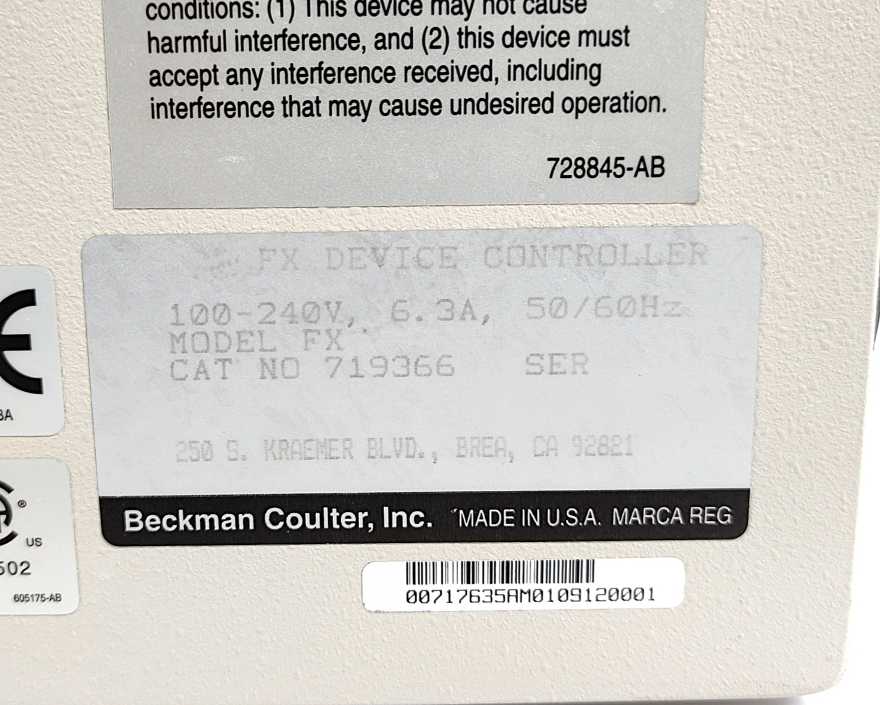 conditions: (1) This device may not cause
harmful interference, and (2) this device must
accept any interference received, including
interference that may cause undesired operation.
728845-AB
FX DEVICE CONTROLLER
100-240V, 6.3A, 50/60Hz
MODEL FX
CAT NO 719366 SER
250 S. KRAEMER BLVD., BREA, CA 92821
Beckman Coulter, Inc. MADE IN U.S.A. MARCA REG
00717635AM0109120001
CE
BA
® US
502
605175-AB